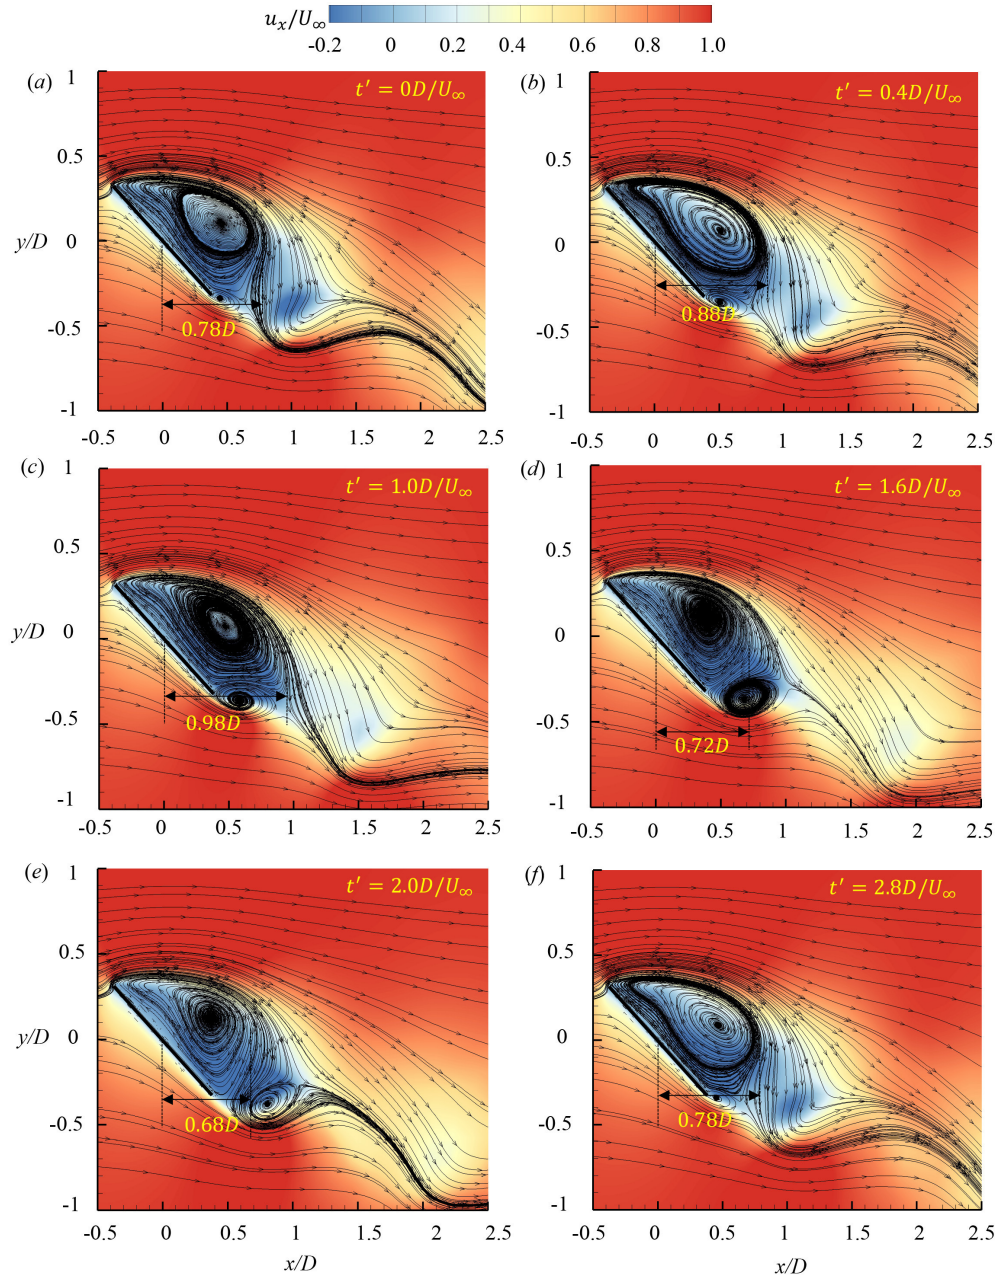 u_x/U_∞
-0.2 0 0.2 0.4 0.6 0.8 1.0
(a) t′ = 0D/U_∞
1
0.5
y/D 0
-0.5
-1
0.78D
-0.5 0 0.5 1 1.5 2 2.5
(b) t′ = 0.4D/U_∞
1
0.5
0
-0.5
-1
0.88D
-0.5 0 0.5 1 1.5 2 2.5
(c) t′ = 1.0D/U_∞
1
0.5
y/D 0
-0.5
-1
0.98D
-0.5 0 0.5 1 1.5 2 2.5
(d) t′ = 1.6D/U_∞
1
0.5
0
-0.5
-1
0.72D
-0.5 0 0.5 1 1.5 2 2.5
(e) t′ = 2.0D/U_∞
1
0.5
y/D 0
-0.5
-1
0.68D
-0.5 0 0.5 1 1.5 2 2.5
x/D
(f) t′ = 2.8D/U_∞
1
0.5
0
-0.5
-1
0.78D
-0.5 0 0.5 1 1.5 2 2.5
x/D